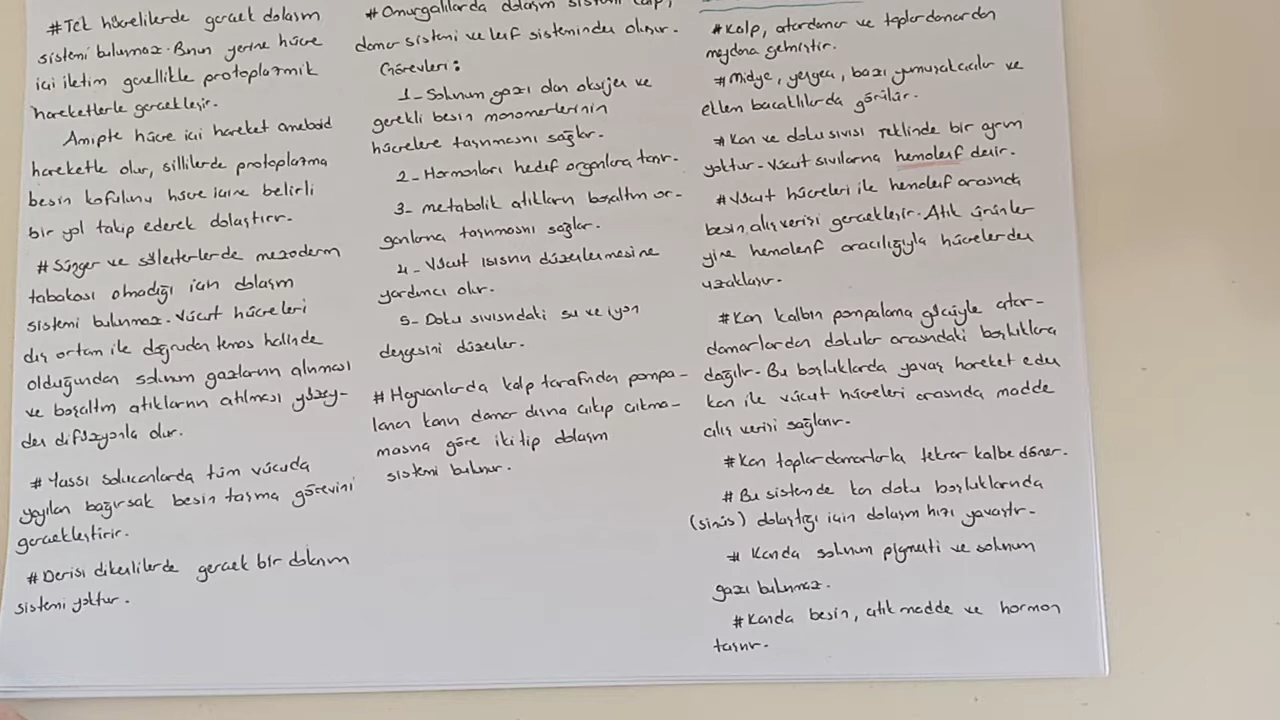 #Tek hücrelilerde gerçek dolaşım
sistemi bulunmaz. Bunun yerine hücre
içi iletim genellikle protoplazmik
hareketlerle gerçekleşir.
Amipte hücre içi hareket ameboid
hareketle olur, sillilerde protoplazma
besin kofulunu hücre içine belirli
bir yol takip ederek dolaştırır.
#Sünger ve sölenterlerde mezoderm
tabakası olmadığı için dolaşım
sistemi bulunmaz. Vücut hücreleri
dış ortam ile doğrudan temas halinde
olduğundan solunum gazlarının alınması
ve boşaltım atıklarının atılması yüzey-
den difüzyonla olur.
#Yassı solucanlarda tüm vücuda
yayılan bağırsak besin taşıma görevini
gerçekleştirir.
#Derisi dikenlilerde gerçek bir dolaşım
sistemi yoktur.
#Omurgalılarda dolaşım sistemi kalp,
damar sistemi ve lenf sisteminden oluşur.
Görevleri:
1- Solunum gazı olan oksijen ve
gerekli besin monomerlerinin
hücrelere taşınmasını sağlar.
2- Hormonları hedef organlara taşır.
3- metabolik atıkların boşaltım or-
ganlarına taşınmasını sağlar.
4- Vücut ısısının düzenlenmesine
yardımcı olur.
5- Doku sıvısındaki su ve iyon
dengesini düzenler.
#Hayvanlarda kalp tarafından pompa-
lanan kanın damar dışına çıkıp çıkma-
masına göre iki tip dolaşım
sistemi bulunur.
#Kalp, atardamar ve toplardamardan
meydana gelmiştir.
#Midye, yengeç, bazı yumuşakçalar ve
eklem bacaklılarda görülür.
#Kan ve doku sıvısı şeklinde bir ayrım
yoktur. Vücut sıvılarına hemolenf denir.
#Vücut hücreleri ile hemolenf arasında
besin alış verişi gerçekleşir. Atık ürünler
yine hemolenf aracılığıyla hücrelerden
uzaklaşır.
#Kan kalbin pompalama gücüyle atar-
damarlardan dokular arasındaki boşluklara
dağılır. Bu boşluklarda yavaş hareket eden
kan ile vücut hücreleri arasında madde
alış verişi sağlanır.
#Kan toplardamarlarla tekrar kalbe döner.
#Bu sistemde kan doku boşluklarında
(sinüs) dolaştığı için dolaşım hızı yavaştır.
# Kanda solunum pigmenti ve solunum
gazı bulunmaz.
#Kanda besin, atık madde ve hormon
taşınır.